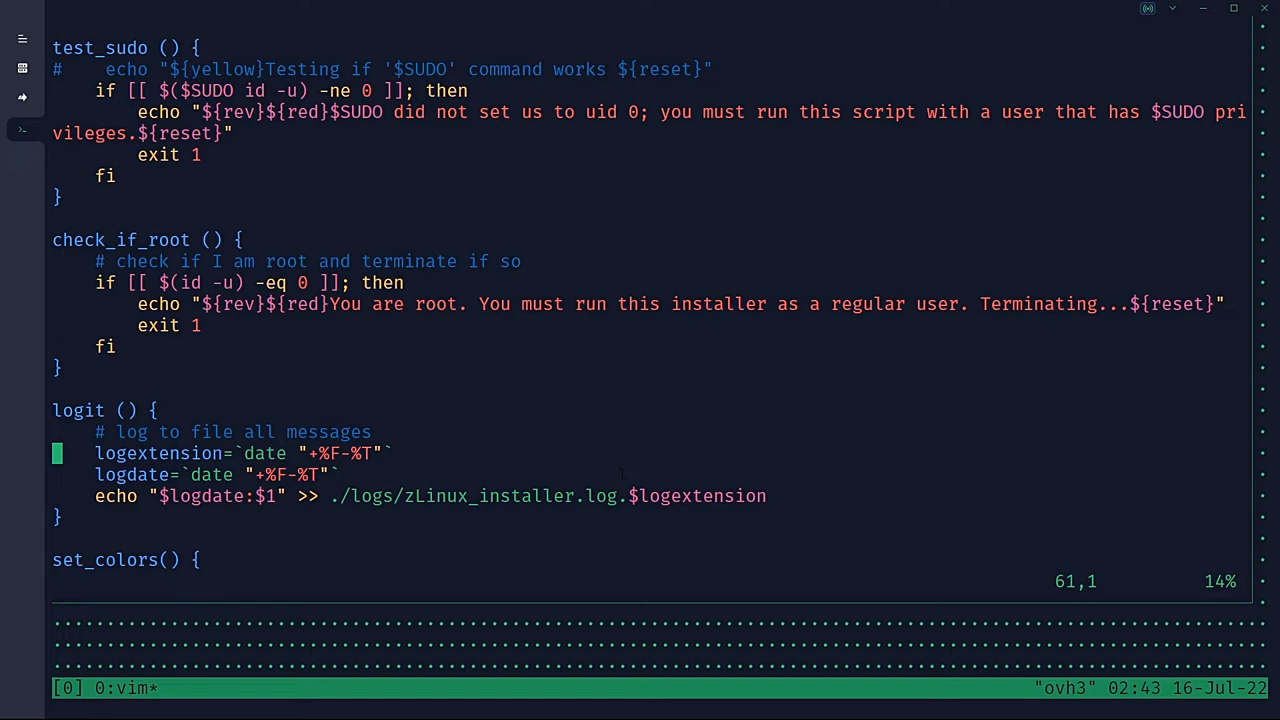 test_sudo () {
#    echo "${yellow}Testing if '$SUDO' command works ${reset}"
    if [[ $($SUDO id -u) -ne 0 ]]; then
        echo "${rev}${red}$SUDO did not set us to uid 0; you must run this script with a user that has $SUDO pri
vileges.${reset}"
        exit 1
    fi
}
check_if_root () {
    # check if I am root and terminate if so
    if [[ $(id -u) -eq 0 ]]; then
        echo "${rev}${red}You are root. You must run this installer as a regular user. Terminating...${reset}"
        exit 1
    fi
}
logit () {
    # log to file all messages
    logextension=`date "+%F-%T"`
    logdate=`date "+%F-%T"`
    echo "$logdate:$1" >> ./logs/zLinux_installer.log.$logextension
}
set_colors() {
61,1          14%
[0] 0:vim*          "ovh3" 02:43 16-Jul-22